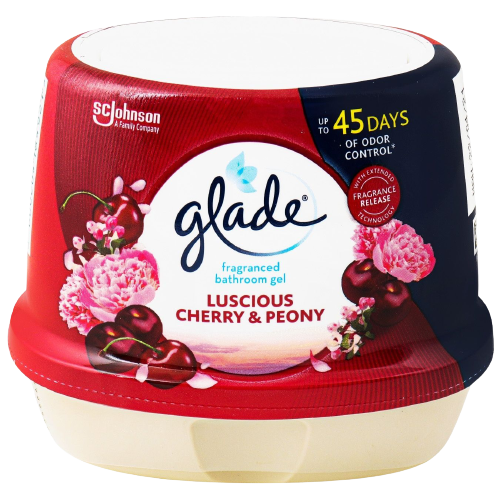 SC Johnson
A Family Company
UP TO 45 DAYS
OF ODOR
CONTROL*
WITH EXTENDED
FRAGRANCE
RELEASE
TECHNOLOGY
glade®
fragranced
bathroom gel
LUSCIOUS
CHERRY & PEONY